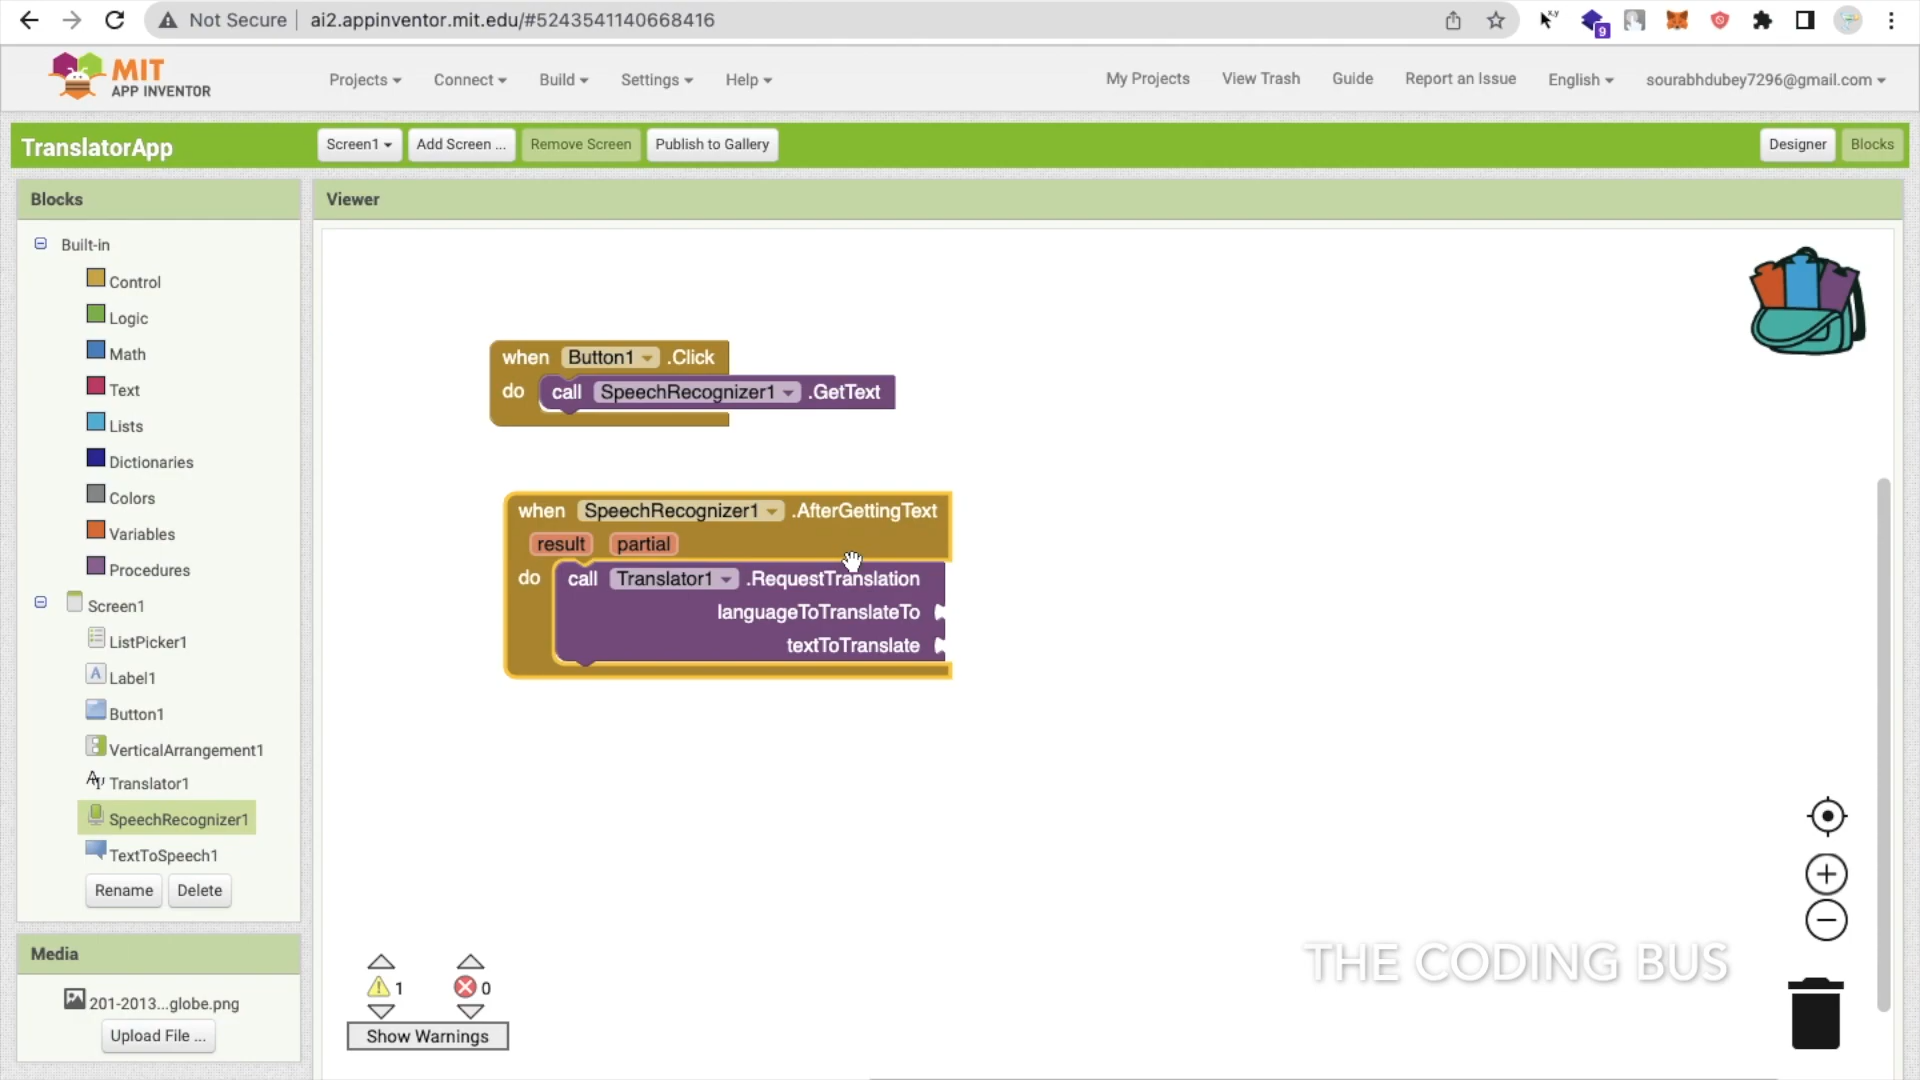 Not Secure
ai2.appinventor.mit.edu/#5243541140668416
9
MIT
APP INVENTOR
Projects
Connect
Build
Settings
Help
My Projects
View Trash
Guide
Report an Issue
English
sourabhdubey7296@gmail.com
TranslatorApp
Screen1
Add Screen ...
Remove Screen
Publish to Gallery
Designer
Blocks
Blocks
Built-in
Control
Logic
Math
Text
Lists
Dictionaries
Colors
Variables
Procedures
Screen1
ListPicker1
Label1
Button1
VerticalArrangement1
Translator1
SpeechRecognizer1
TextToSpeech1
Rename
Delete
Media
201-2013...globe.png
Upload File ...
Viewer
when Button1 .Click
do call SpeechRecognizer1 .GetText
when SpeechRecognizer1 .AfterGettingText
result partial
do call Translator1 .RequestTranslation
languageToTranslateTo
textToTranslate
1
0
Show Warnings
THE CODING BUS